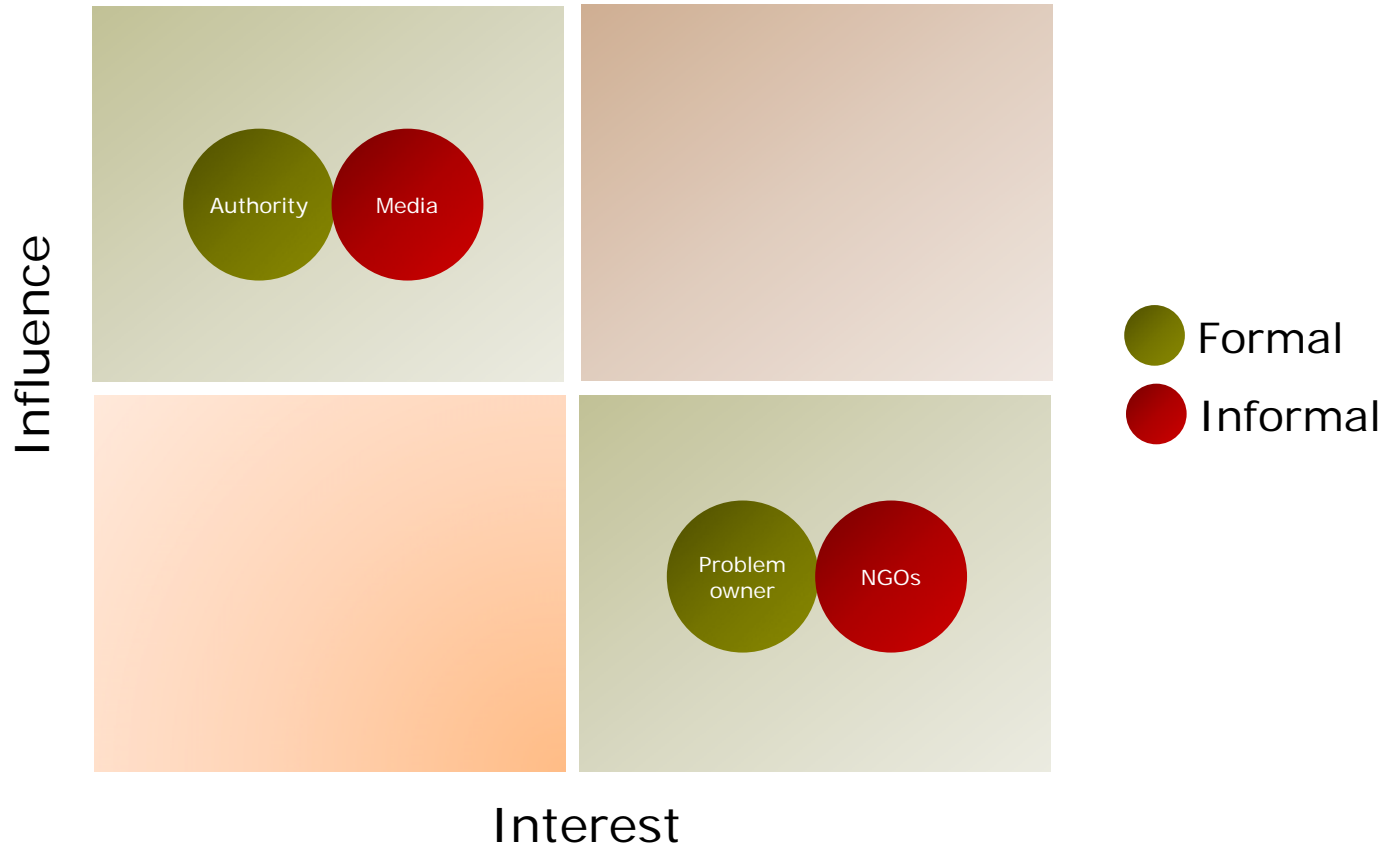 Influence
Authority
Media
Problem
owner
NGOs
Interest
Formal
Informal